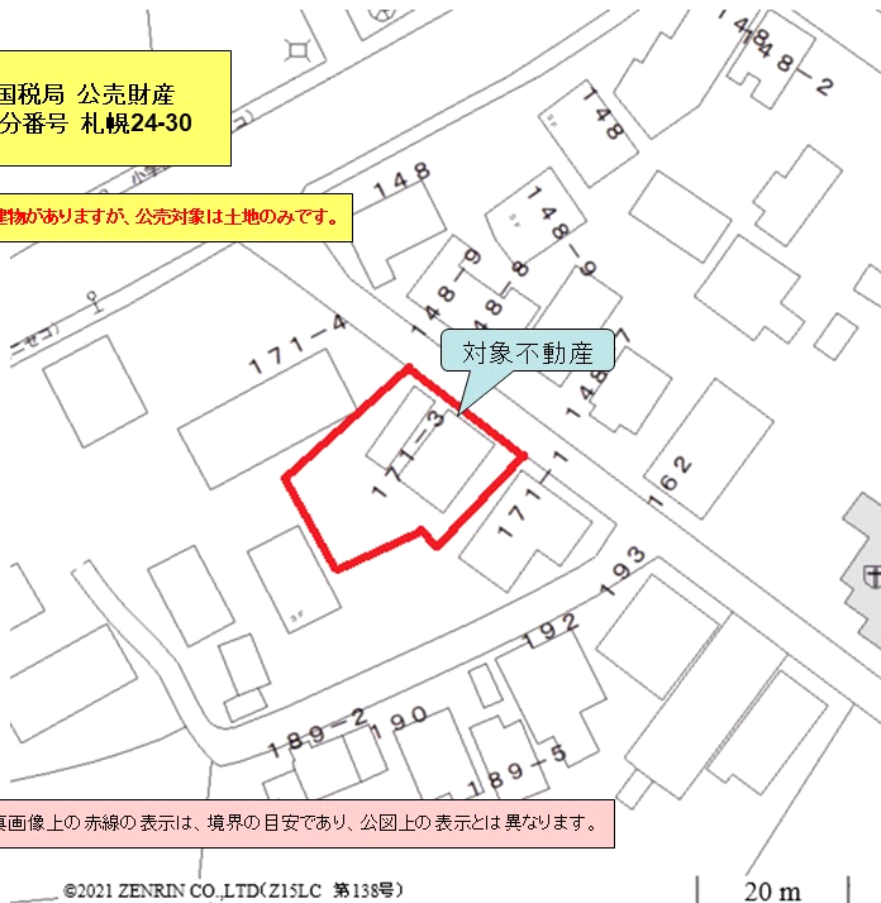 国税局 公売財産
分番号 札幌24-30
建物がありますが、公売対象は土地のみです。
148
148-2
148
148
148-9
148-9
148-8
171-4
対象不動産
171-3
171-1
162
193
192
190
189-2
189-5
真画像上の赤線の表示は、境界の目安であり、公図上の表示とは異なります。
©2021 ZENRIN CO.,LTD(Z15LC 第138号)
20 m